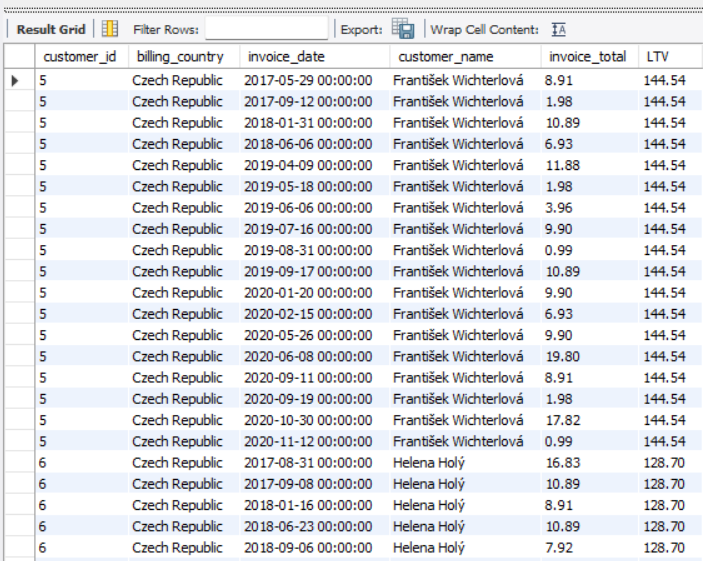 Result Grid Filter Rows: Export: Wrap Cell Content: IA
customer_id billing_country invoice_date customer_name invoice_total LTV
5 Czech Republic 2017-05-29 00:00:00 František Wichterlová 8.91 144.54
5 Czech Republic 2017-09-12 00:00:00 František Wichterlová 1.98 144.54
5 Czech Republic 2018-01-31 00:00:00 František Wichterlová 10.89 144.54
5 Czech Republic 2018-06-06 00:00:00 František Wichterlová 6.93 144.54
5 Czech Republic 2019-04-09 00:00:00 František Wichterlová 11.88 144.54
5 Czech Republic 2019-05-18 00:00:00 František Wichterlová 1.98 144.54
5 Czech Republic 2019-06-06 00:00:00 František Wichterlová 3.96 144.54
5 Czech Republic 2019-07-16 00:00:00 František Wichterlová 9.90 144.54
5 Czech Republic 2019-08-31 00:00:00 František Wichterlová 0.99 144.54
5 Czech Republic 2019-09-17 00:00:00 František Wichterlová 10.89 144.54
5 Czech Republic 2020-01-20 00:00:00 František Wichterlová 9.90 144.54
5 Czech Republic 2020-02-15 00:00:00 František Wichterlová 6.93 144.54
5 Czech Republic 2020-05-26 00:00:00 František Wichterlová 9.90 144.54
5 Czech Republic 2020-06-08 00:00:00 František Wichterlová 19.80 144.54
5 Czech Republic 2020-09-11 00:00:00 František Wichterlová 8.91 144.54
5 Czech Republic 2020-09-19 00:00:00 František Wichterlová 1.98 144.54
5 Czech Republic 2020-10-30 00:00:00 František Wichterlová 17.82 144.54
5 Czech Republic 2020-11-12 00:00:00 František Wichterlová 0.99 144.54
6 Czech Republic 2017-08-31 00:00:00 Helena Holý 16.83 128.70
6 Czech Republic 2017-09-08 00:00:00 Helena Holý 10.89 128.70
6 Czech Republic 2018-01-16 00:00:00 Helena Holý 8.91 128.70
6 Czech Republic 2018-06-23 00:00:00 Helena Holý 10.89 128.70
6 Czech Republic 2018-09-06 00:00:00 Helena Holý 7.92 128.70